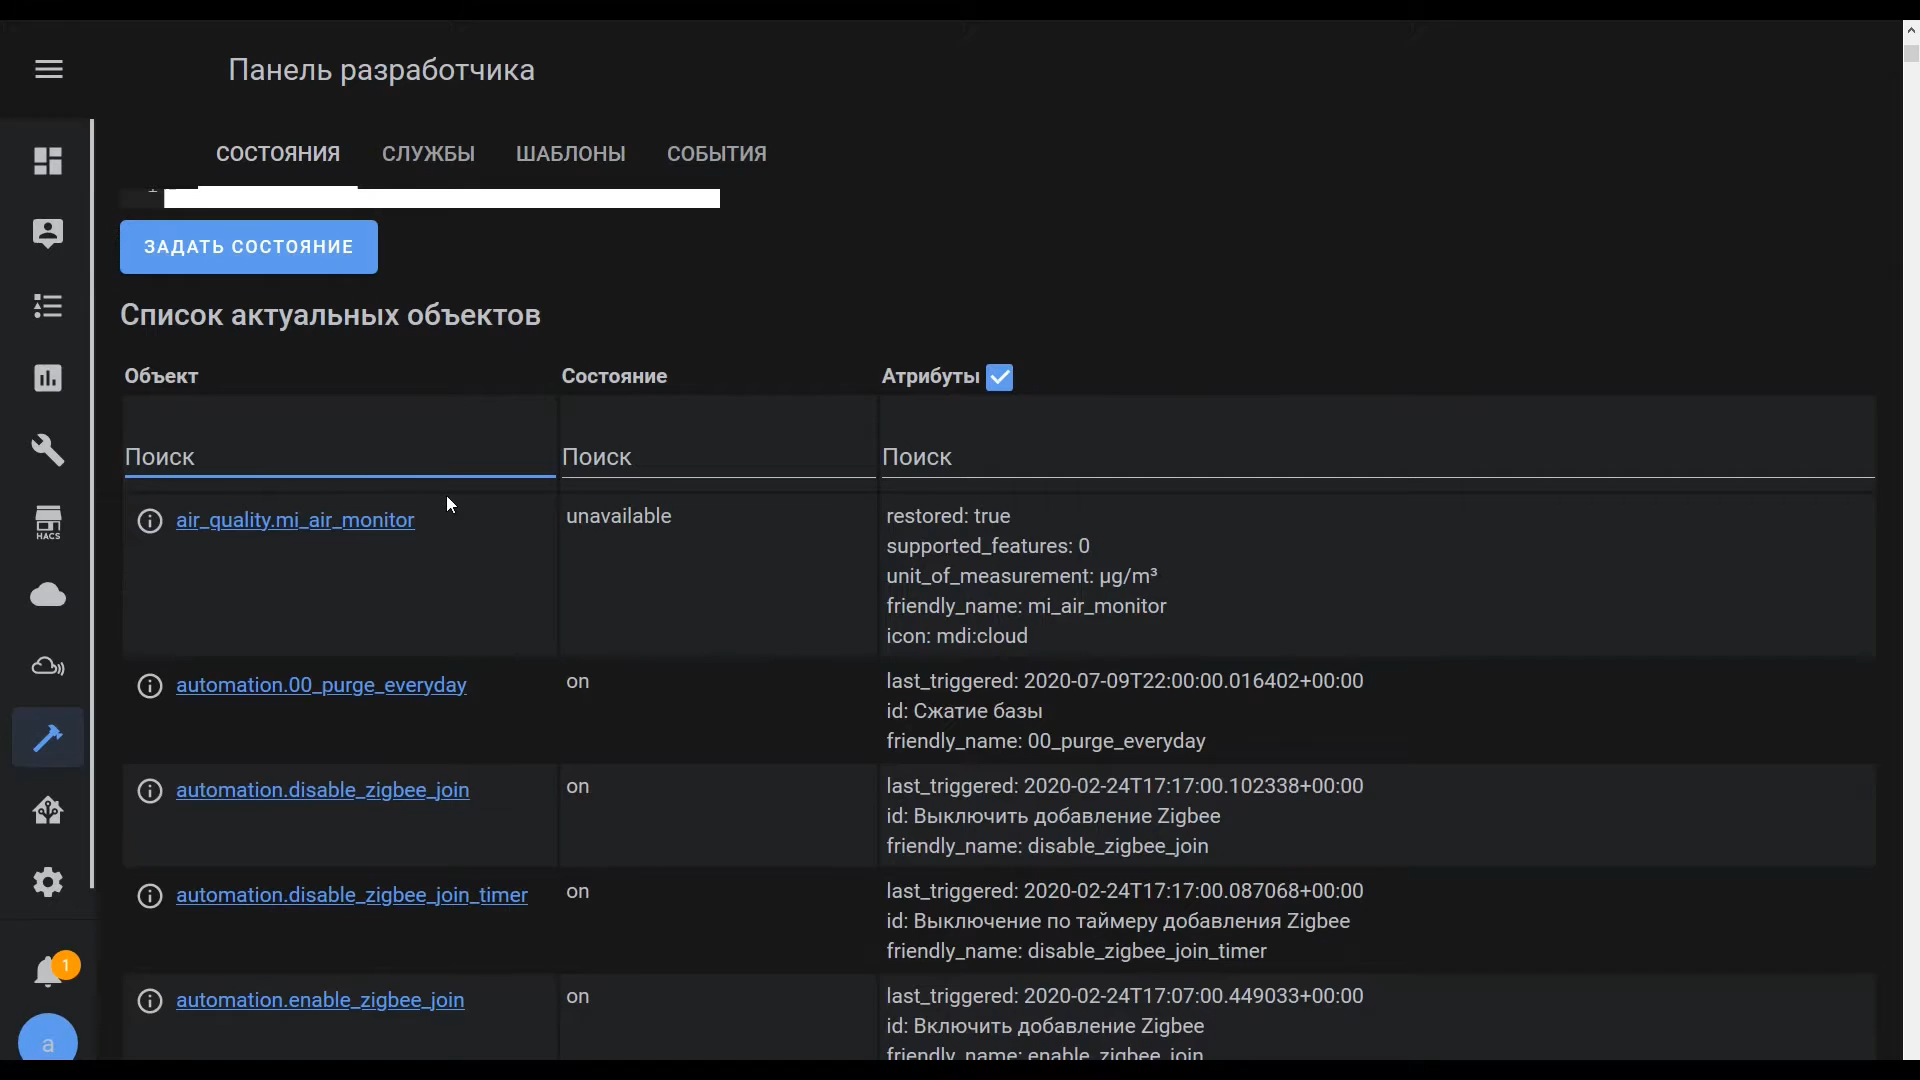 Панель разработчика
СОСТОЯНИЯ СЛУЖБЫ ШАБЛОНЫ СОБЫТИЯ
ЗАДАТЬ СОСТОЯНИЕ
Список актуальных объектов
Объект Состояние Атрибуты
Поиск Поиск Поиск
air_quality.mi_air_monitor unavailable restored: true
supported_features: 0
unit_of_measurement: µg/m³
friendly_name: mi_air_monitor
icon: mdi:cloud
automation.00_purge_everyday on last_triggered: 2020-07-09T22:00:00.016402+00:00
id: Сжатие базы
friendly_name: 00_purge_everyday
automation.disable_zigbee_join on last_triggered: 2020-02-24T17:17:00.102338+00:00
id: Выключить добавление Zigbee
friendly_name: disable_zigbee_join
automation.disable_zigbee_join_timer on last_triggered: 2020-02-24T17:17:00.087068+00:00
id: Выключение по таймеру добавления Zigbee
friendly_name: disable_zigbee_join_timer
automation.enable_zigbee_join on last_triggered: 2020-02-24T17:07:00.449033+00:00
id: Включить добавление Zigbee
friendly_name: enable_zigbee_join
HACS
1
a